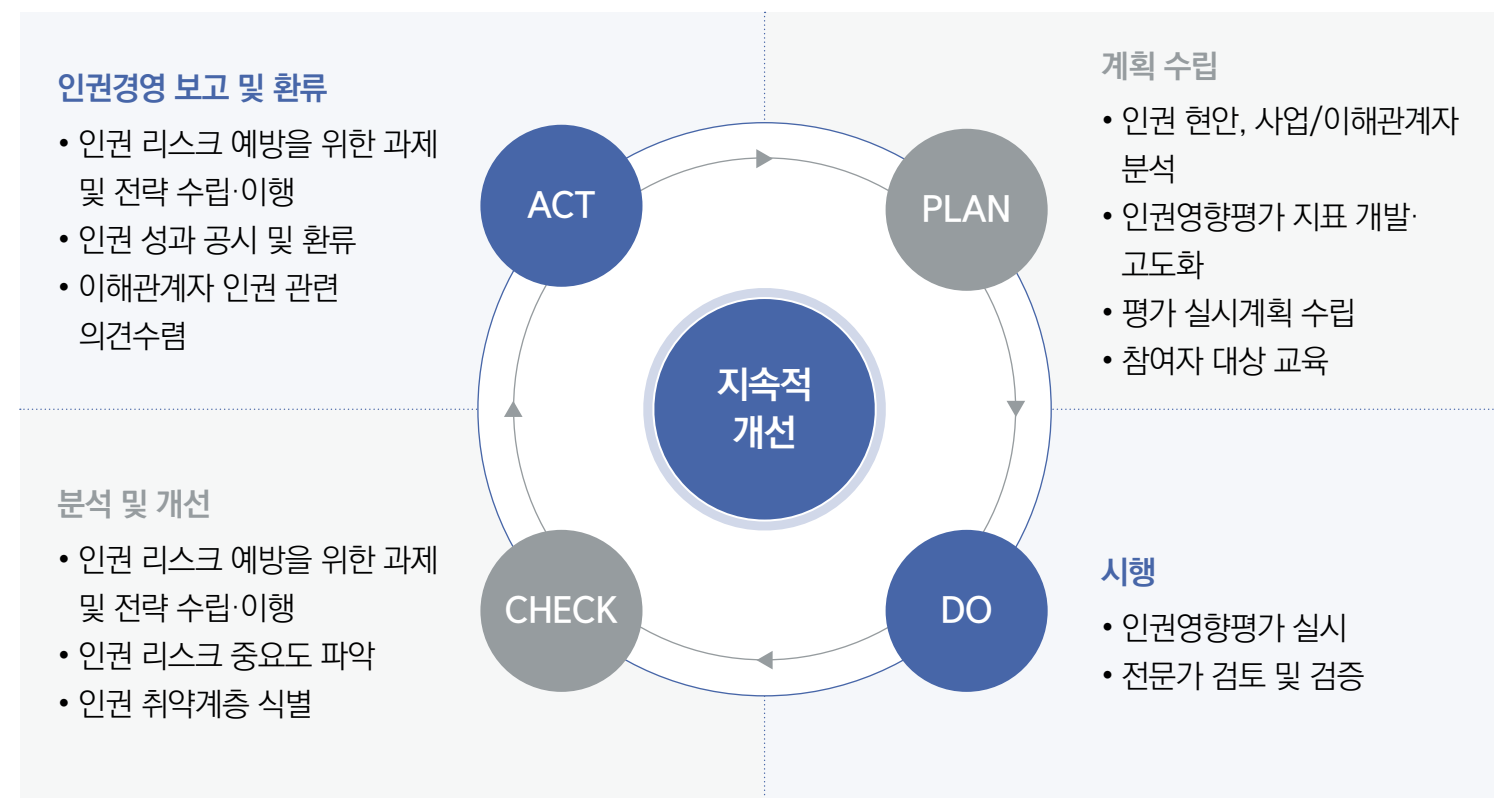 인권경영 보고 및 환류
• 인권 리스크 예방을 위한 과제
및 전략 수립·이행
• 인권 성과 공시 및 환류
• 이해관계자 인권 관련
의견수렴
ACT
계획 수립
• 인권 현안, 사업/이해관계자
분석
• 인권영향평가 지표 개발·
고도화
• 평가 실시계획 수립
• 참여자 대상 교육
PLAN
지속적
개선
분석 및 개선
• 인권 리스크 예방을 위한 과제
및 전략 수립·이행
• 인권 리스크 중요도 파악
• 인권 취약계층 식별
CHECK
시행
• 인권영향평가 실시
• 전문가 검토 및 검증
DO